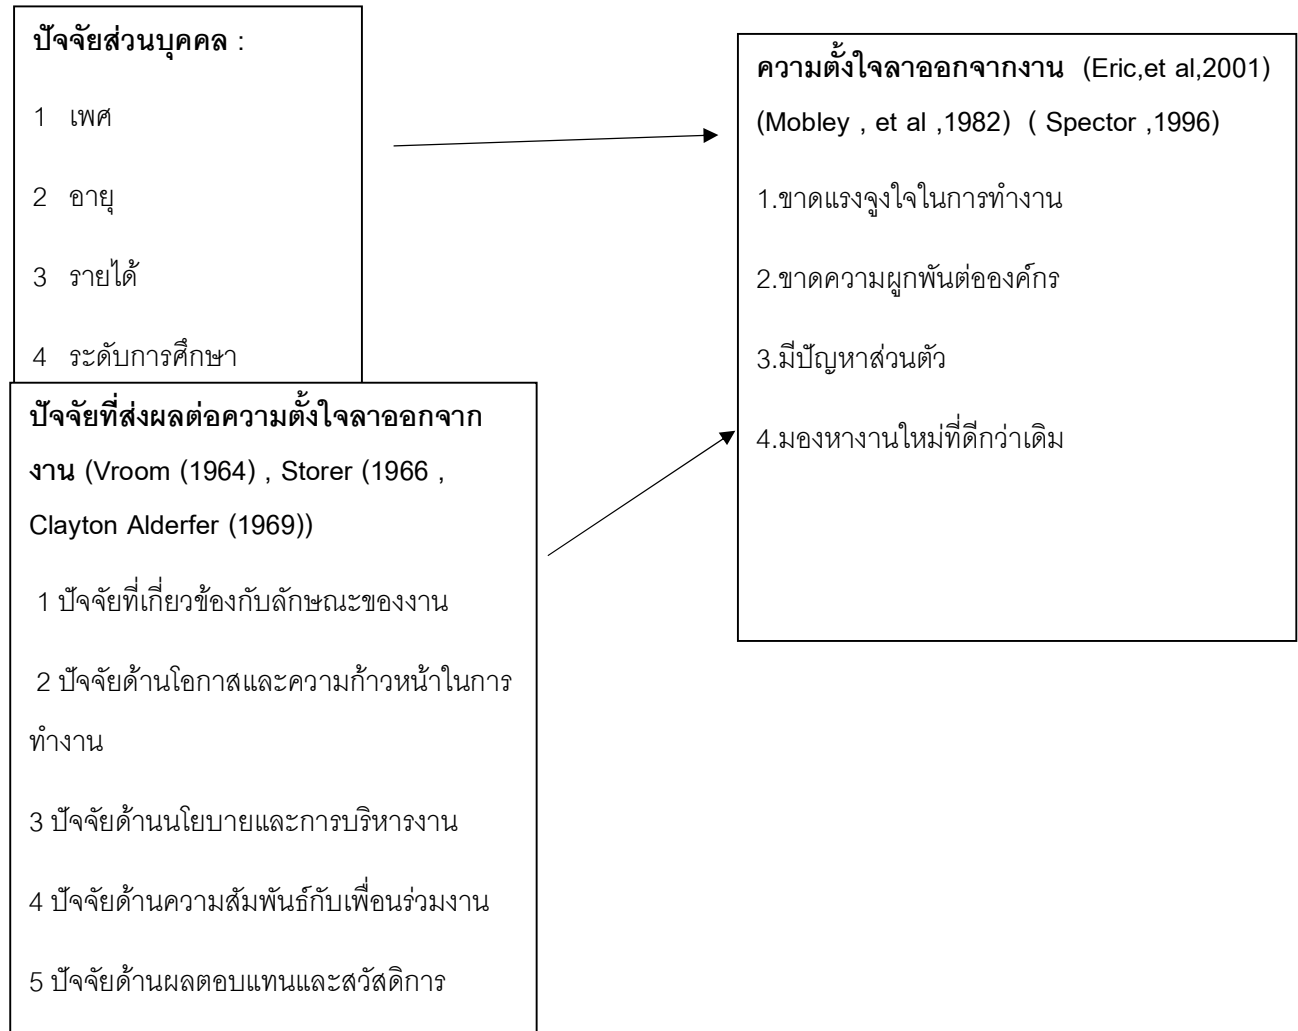 ปัจจัยส่วนบุคคล :
1 เพศ
2 อายุ
3 รายได้
4 ระดับการศึกษา
ปัจจัยที่ส่งผลต่อความตั้งใจลาออกจาก
งาน (Vroom (1964) , Storer (1966 ,
Clayton Alderfer (1969))
1 ปัจจัยที่เกี่ยวข้องกับลักษณะของงาน
2 ปัจจัยด้านโอกาสและความก้าวหน้าในการ
ทำงาน
3 ปัจจัยด้านนโยบายและการบริหารงาน
4 ปัจจัยด้านความสัมพันธ์กับเพื่อนร่วมงาน
5 ปัจจัยด้านผลตอบแทนและสวัสดิการ
ความตั้งใจลาออกจากงาน (Eric,et al,2001)
(Mobley , et al ,1982) ( Spector ,1996)
1.ขาดแรงจูงใจในการทำงาน
2.ขาดความผูกพันต่อองค์กร
3.มีปัญหาส่วนตัว
4.มองหางานใหม่ที่ดีกว่าเดิม